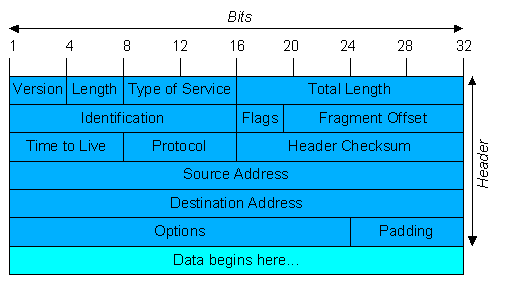 Bits
1 4 8 12 16 20 24 28 32
Version Length Type of Service Total Length
Identification Flags Fragment Offset
Time to Live Protocol Header Checksum
Source Address
Destination Address
Options Padding
Data begins here...
Header